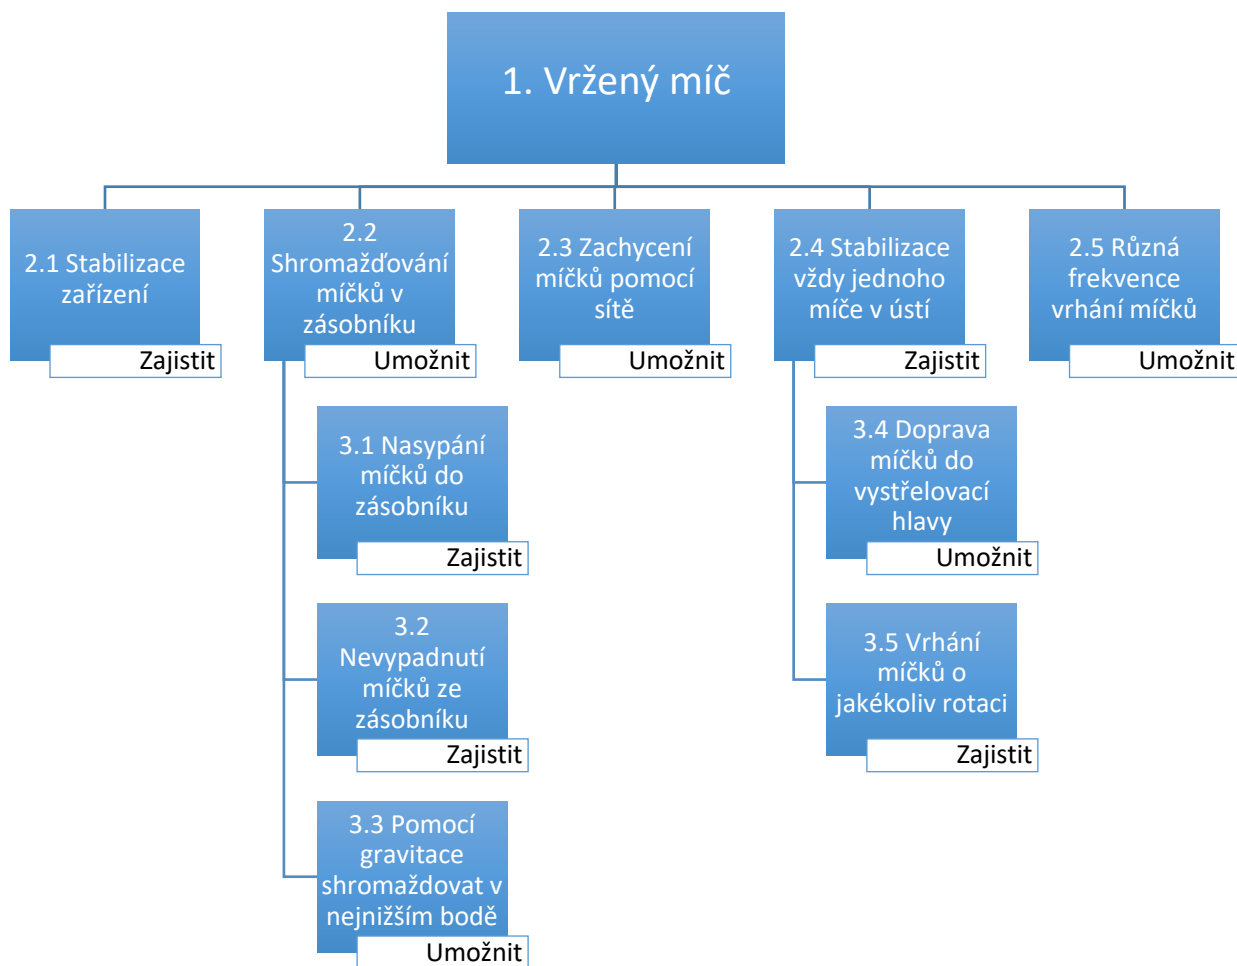 1. Vržený míč
2.1 Stabilizace
zařízení
Zajistit
2.2
Shromažďování
míčků v
zásobníku
Umožnit
2.3 Zachycení
míčků pomocí
sítě
Umožnit
2.4 Stabilizace
vždy jednoho
míče v ústí
Zajistit
2.5 Různá
frekvence
vrhání míčků
Umožnit
3.1 Nasypání
míčků do
zásobníku
Zajistit
3.2
Nevypadnutí
míčků ze
zásobníku
Zajistit
3.3 Pomocí
gravitace
shromaždovat v
nejnižším bodě
Umožnit
3.4 Doprava
míčků do
vystřelovací
hlavy
Umožnit
3.5 Vrhání
míčků o
jakékoliv rotaci
Zajistit